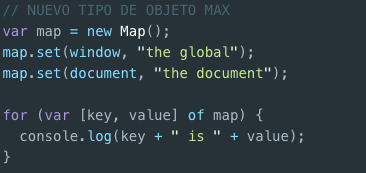 // NUEVO TIPO DE OBJETO MAX
var map = new Map();
map.set(window, "the global");
map.set(document, "the document");

for (var [key, value] of map) {
  console.log(key + " is " + value);
}